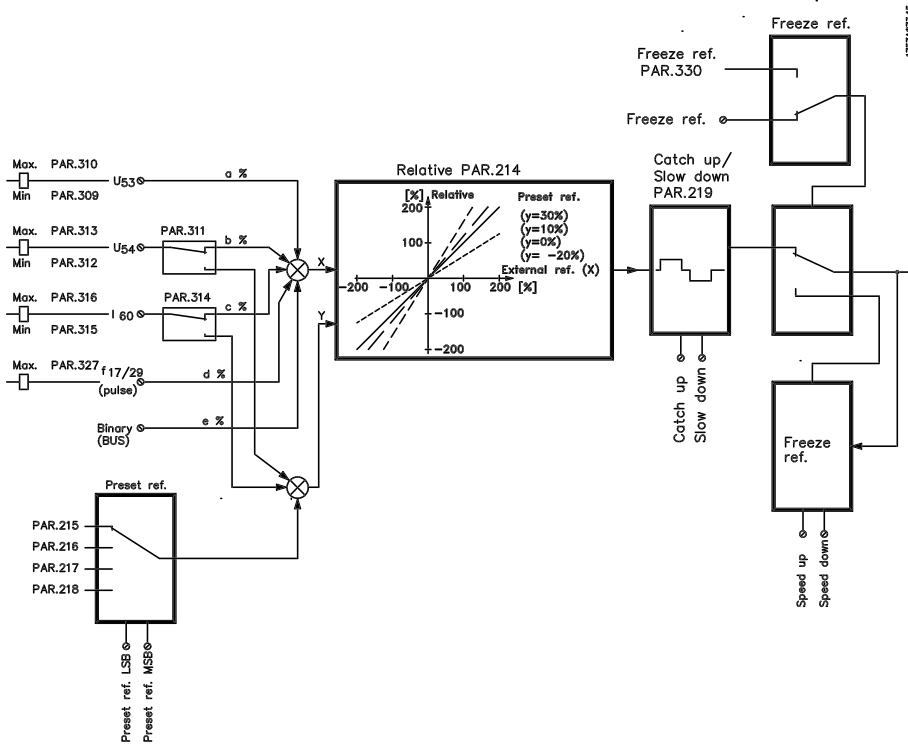 Freeze ref.
Freeze ref.
PAR.330
Freeze ref.
Catch up/
Slow down
PAR.219
Relative PAR.214
[%] Relative
Preset ref.
200
(y=30%)
(y=10%)
100
(y=0%)
(y= -20%)
External ref. (X)
-200 -100
100 200
[%]
-100
-200
Max. PAR.310
U53
a %
Min PAR.309
Max. PAR.313
PAR.311
U54
b %
X
Min PAR.312
Max. PAR.316
PAR.314
I 60
c %
Y
Min PAR.315
Max. PAR.327 f17/29
(pulse)
d %
Binary
(BUS)
e %
Catch up
Slow down
Freeze
ref.
Speed up
Speed down
Preset ref.
PAR.215
PAR.216
PAR.217
PAR.218
Preset ref. LSB
Preset ref. MSB